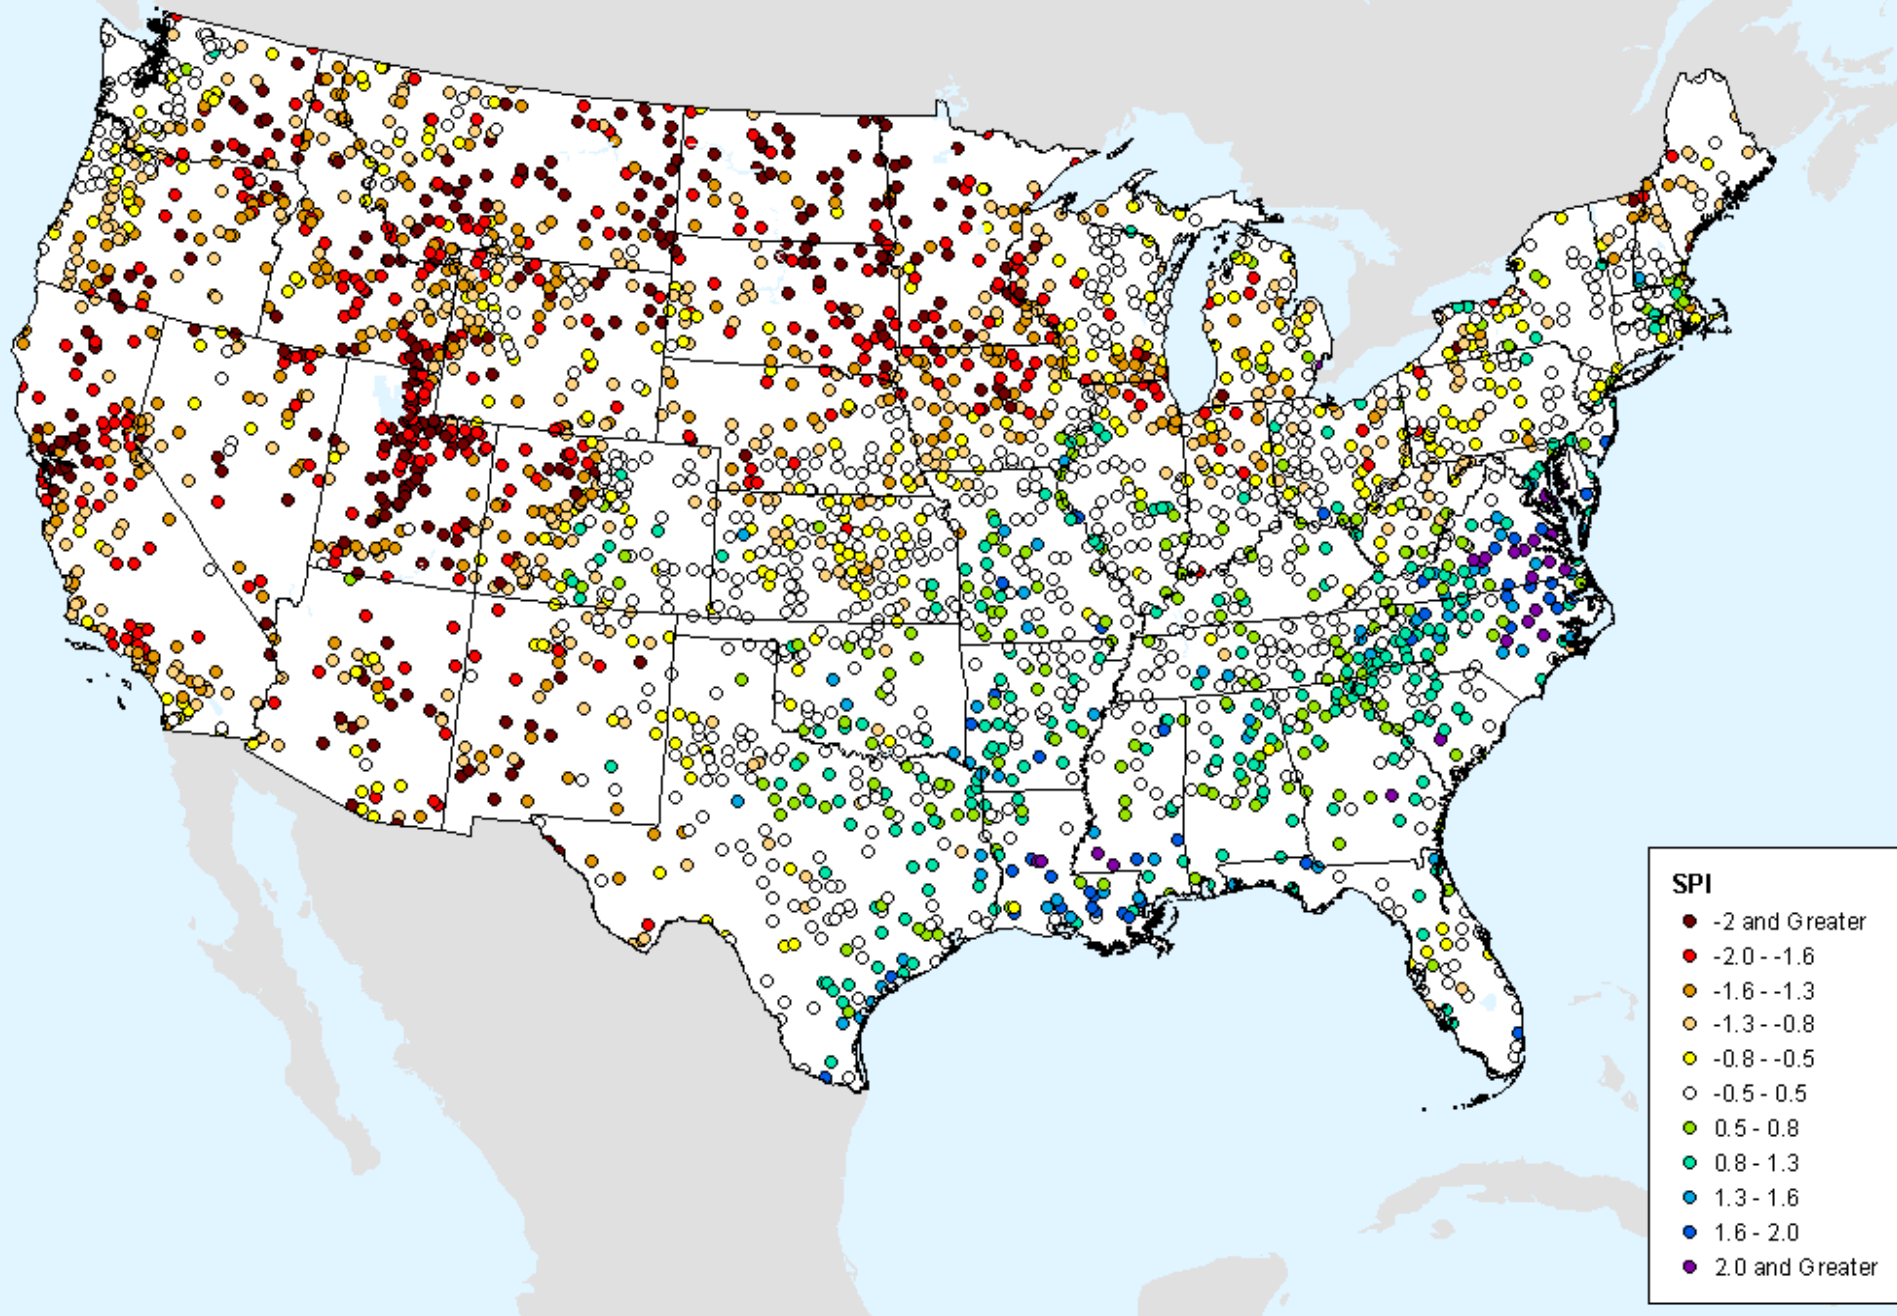 SPI
-2 and Greater
-2.0 - -1.6
-1.6 - -1.3
-1.3 - -0.8
-0.8 - -0.5
-0.5 - 0.5
0.5 - 0.8
0.8 - 1.3
1.3 - 1.6
1.6 - 2.0
2.0 and Greater